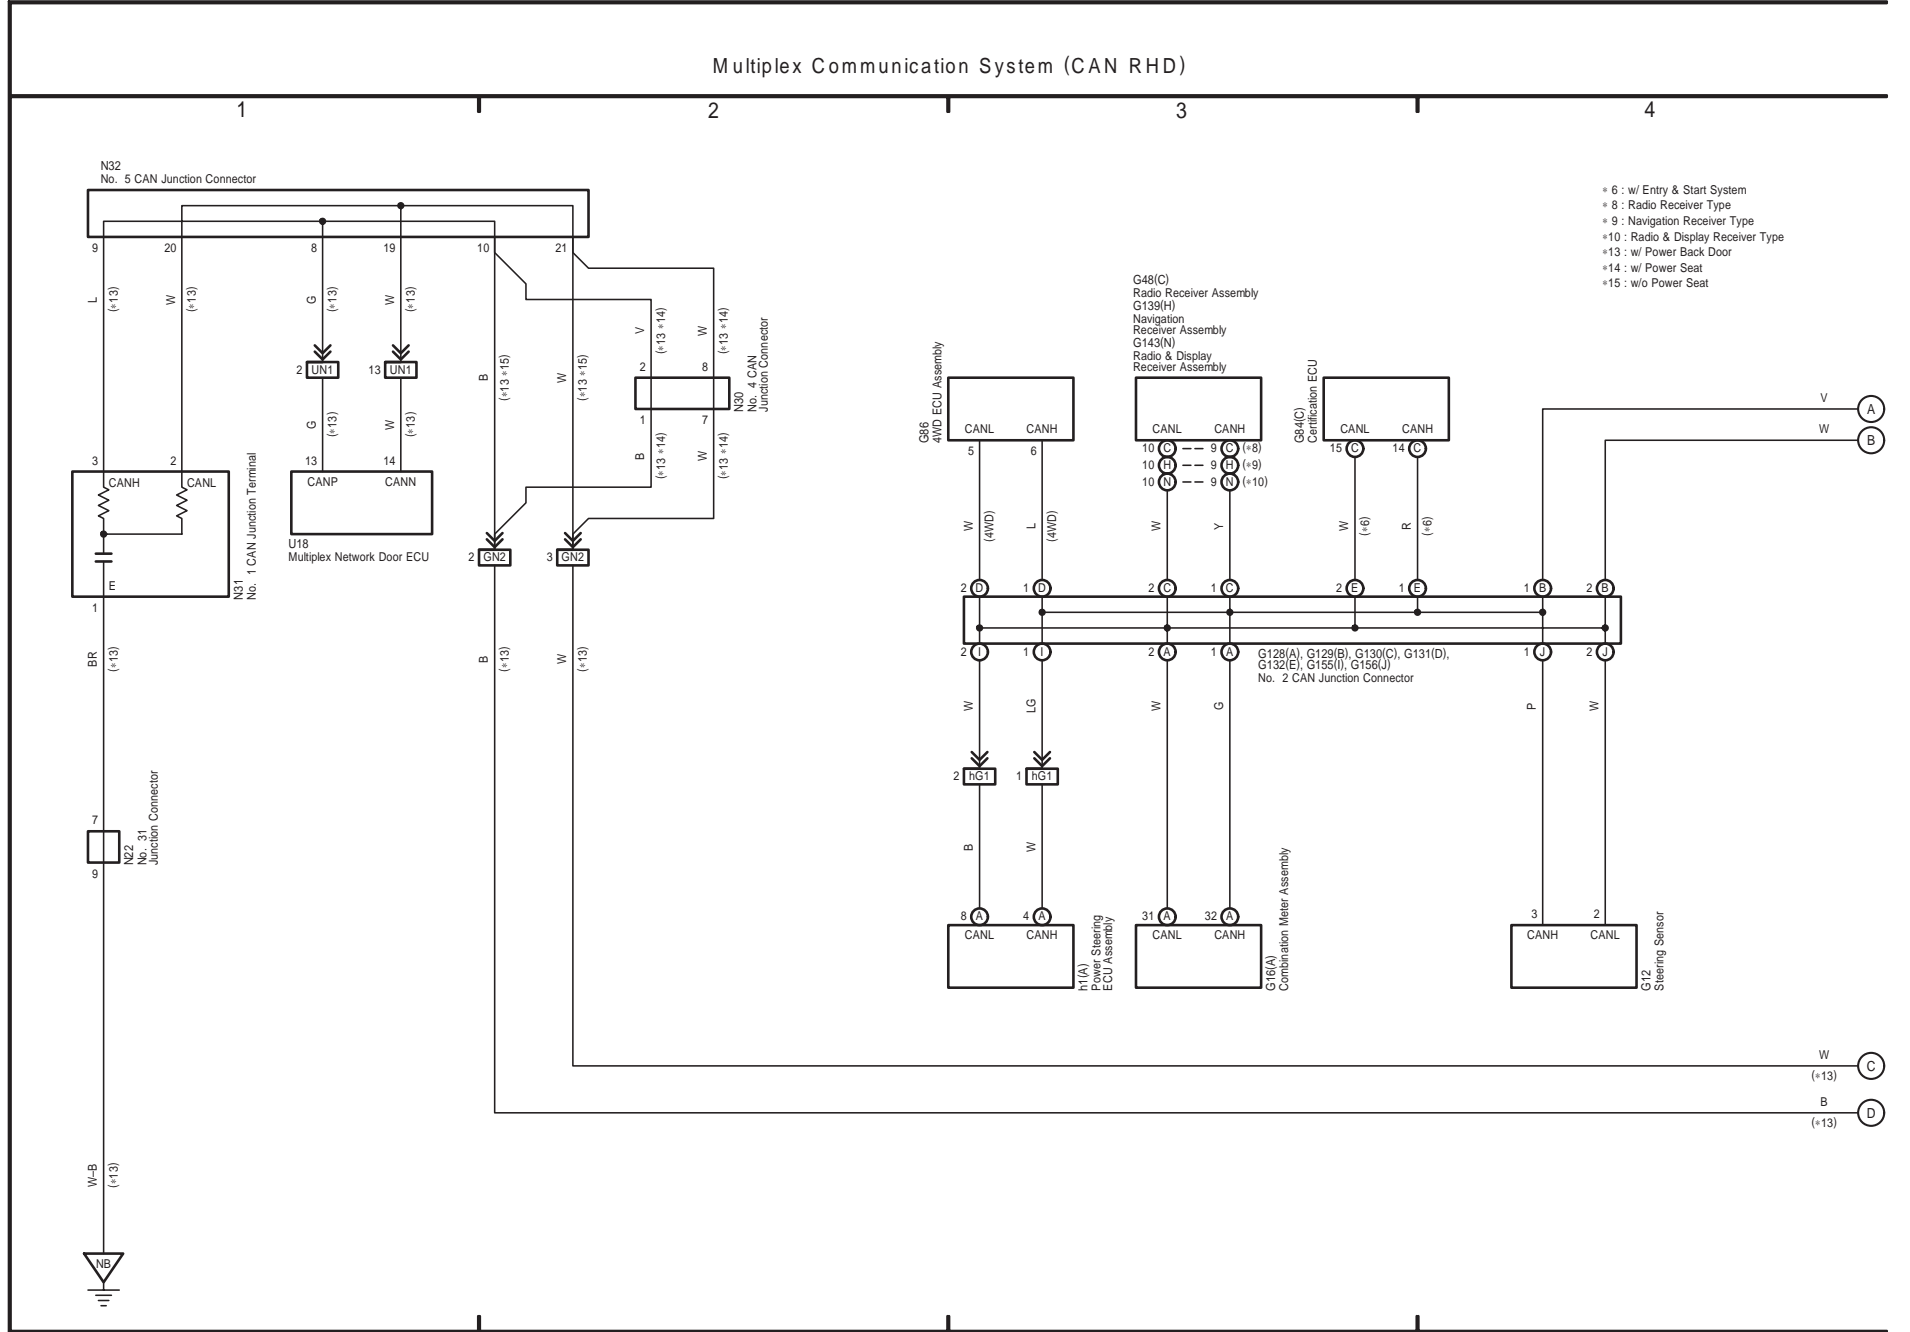 Multiplex Communication System (CAN RHD)
1
2
3
4
N32
No. 5 CAN Junction Connector
9
20
8
19
10
21
L
(*13)
W
(*13)
G
(*13)
W
(*13)
2 UN1
13 UN1
G
(*13)
W
(*13)
13
14
CANP
CANN
U18
Multiplex Network Door ECU
3
2
CANH
CANL
E
1
N31
No. 1 CAN Junction Terminal
BR
(*13)
7
9
N22
No. 31
Junction Connector
W-B
(*13)
NB
B
(*13 *15)
W
(*13 *15)
V
(*13 *14)
W
(*13 *14)
2
8
N30
No. 4 CAN
Junction Connector
1
7
B
(*13 *14)
W
(*13 *14)
2 GN2
3 GN2
B
(*13)
W
(*13)
* 6 : w/ Entry & Start System
* 8 : Radio Receiver Type
* 9 : Navigation Receiver Type
*10 : Radio & Display Receiver Type
*13 : w/ Power Back Door
*14 : w/ Power Seat
*15 : w/o Power Seat
G86
4WD ECU Assembly
CANL
CANH
5
6
W
(4WD)
L
(4WD)
G48(C)
Radio Receiver Assembly
G139(H)
Navigation
Receiver Assembly
G143(N)
Radio & Display
Receiver Assembly
CANL
CANH
10 C -- 9 C (*8)
10 H -- 9 H (*9)
10 N -- 9 N (*10)
W
Y
G84(C)
Certification ECU
CANL
CANH
15 C
14 C
W
(*6)
R
(*6)
V
A
W
B
2 D
1 D
2 C
1 C
2 E
1 E
1 B
2 B
2 I
1 I
2 A
1 A
1 J
2 J
G128(A), G129(B), G130(C), G131(D),
G132(E), G155(I), G156(J)
No. 2 CAN Junction Connector
W
LG
W
G
P
W
2 hG1
1 hG1
B
W
8 A
4 A
CANL
CANH
h1(A)
Power Steering
ECU Assembly
31 A
32 A
CANL
CANH
G16(A)
Combination Meter Assembly
3
2
CANH
CANL
G12
Steering Sensor
W
(*13)
C
B
(*13)
D